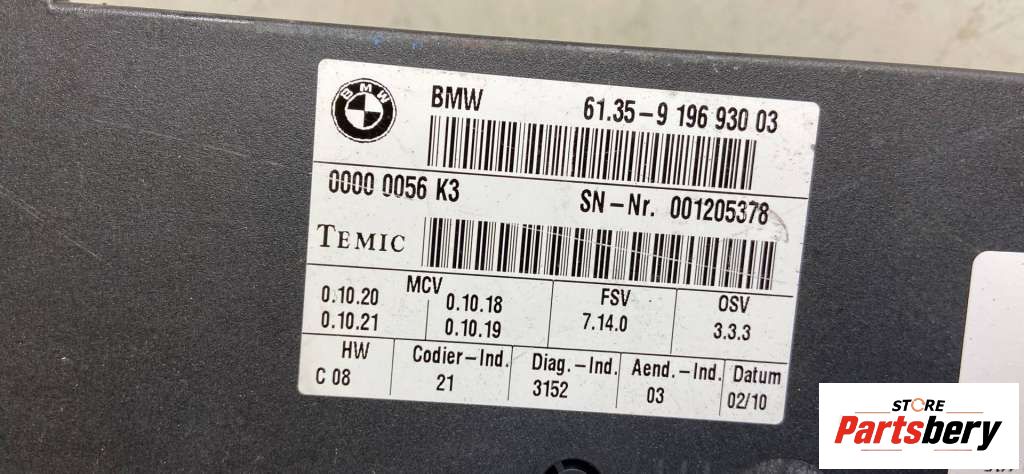 BMW
BMW 61.35-9 196 930 03
0000 0056 K3 SN-Nr. 001205378
TEMIC
MCV FSV OSV
0.10.20 0.10.18 7.14.0 3.3.3
0.10.21 0.10.19
HW Codier-Ind. Diag.-Ind. Aend.-Ind. Datum
C 08 21 3152 03 02/10
STORE
Partsbery